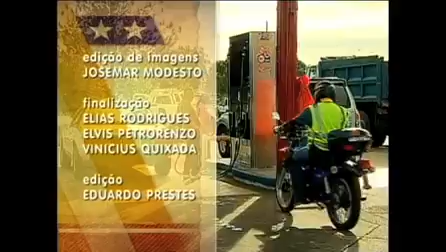 edição de imagens
JOSEMAR MODESTO
finalização
ELIAS RODRIGUES
ELVIS PETRORENZO
VINICIUS QUIXADA
edição
EDUARDO PRESTES